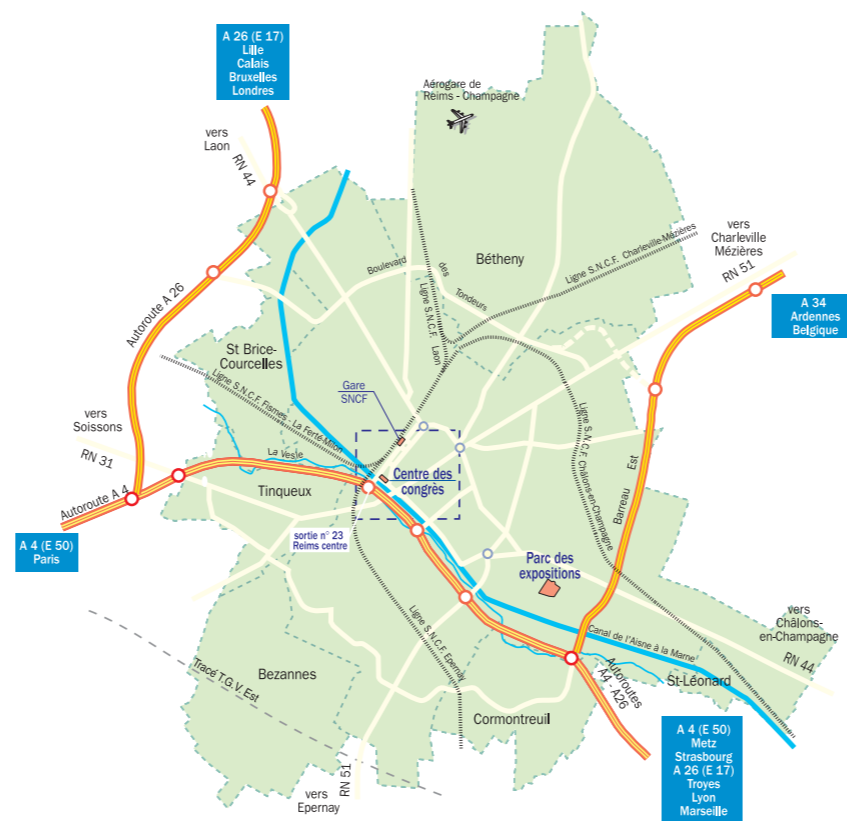 A 26 (E 17)
Lille
Calais
Bruxelles
Londres
Aérogare de
Reims - Champagne
vers
Laon
RN 44
vers
Charleville
Mézières
RN 51
Ligne S.N.C.F. Charleville-Mézières
Bétheny
Boulevard
des
Tondeurs
A 34
Ardennes
Belgique
Autoroute A 26
Ligne S.N.C.F.
Laon
St Brice-
Courcelles
Gare
SNCF
Ligne S.N.C.F. Fismes - La Ferté-Milon
Ligne S.N.C.F. Châlons-en-Champagne
vers
Soissons
RN 31
La Vesle
Centre des
congrès
Barreau Est
Tinqueux
Autoroute A 4
A 4 (E 50)
Paris
sortie n° 23
Reims centre
Parc des
expositions
vers
Châlons-
en-Champagne
RN 44
Canal de l'Aisne à la Marne
Ligne S.N.C.F. Epernay
Tracé T.G.V. Est
Bezannes
Autoroutes
A4 - A26
St-Léonard
Cormontreuil
A 4 (E 50)
Metz
Strasbourg
A 26 (E 17)
Troyes
Lyon
Marseille
RN 51
vers
Epernay